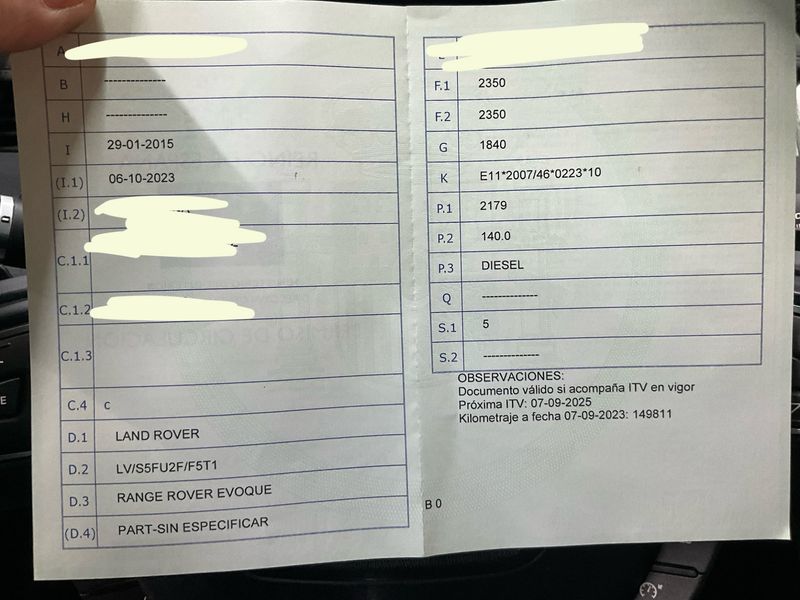 A
B --------------
H --------------
I 29-01-2015
(I.1) 06-10-2023
(I.2)
C.1.1
C.1.2
C.1.3
C.4 c
D.1 LAND ROVER
D.2 LV/S5FU2F/F5T1
D.3 RANGE ROVER EVOQUE
(D.4) PART-SIN ESPECIFICAR
F.1 2350
F.2 2350
G 1840
K E11*2007/46*0223*10
P.1 2179
P.2 140.0
P.3 DIESEL
Q -------------
S.1 5
S.2 -------------
OBSERVACIONES:
Documento válido si acompaña ITV en vigor
Próxima ITV: 07-09-2025
Kilometraje a fecha 07-09-2023: 149811
B 0